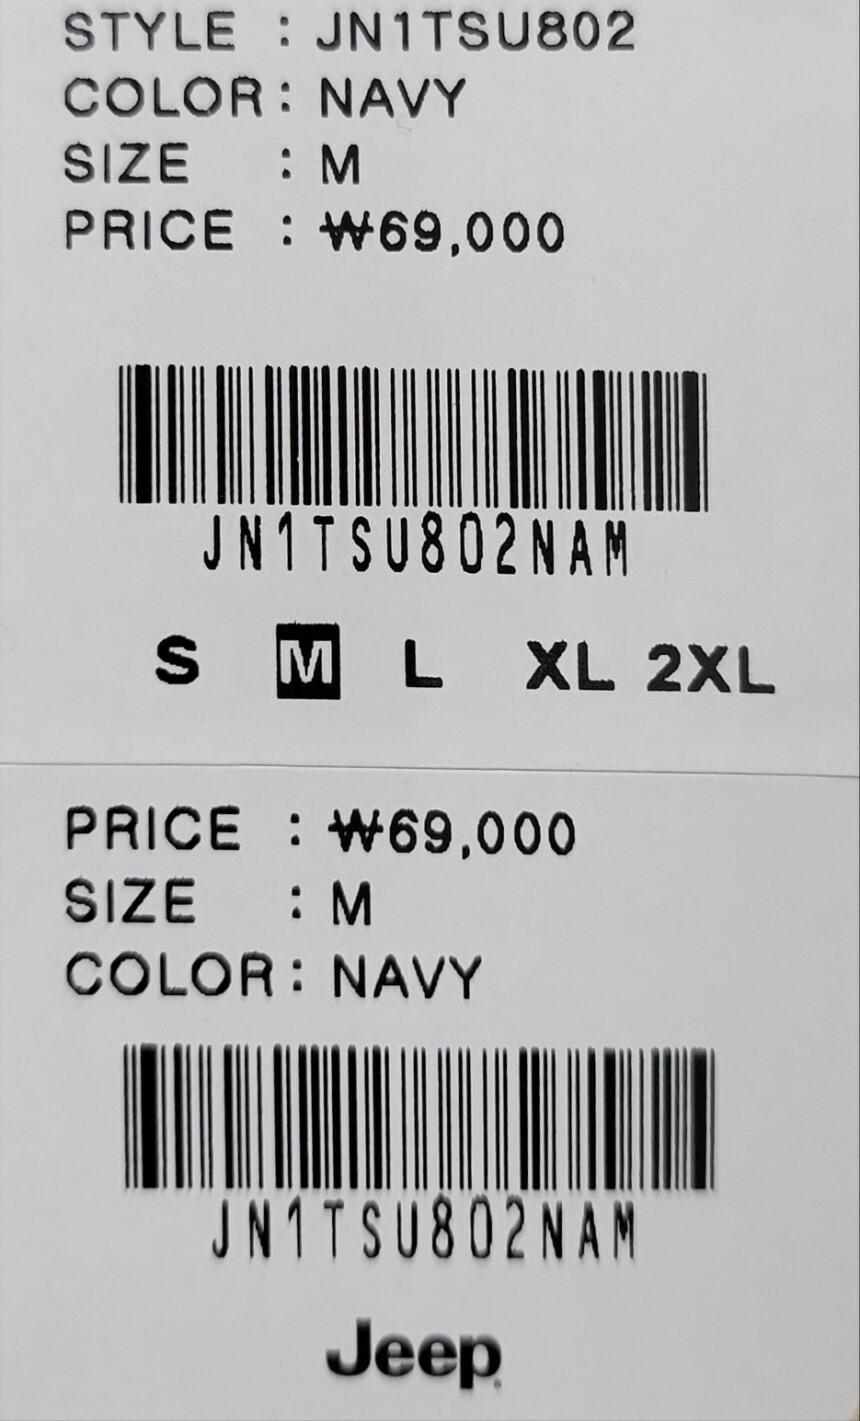 STYLE : JN1TSU802
COLOR : NAVY
SIZE : M
PRICE : ₩69,000
JN1TSU802NAM
S M L XL 2XL
PRICE : ₩69,000
SIZE : M
COLOR : NAVY
JN1TSU802NAM
Jeep